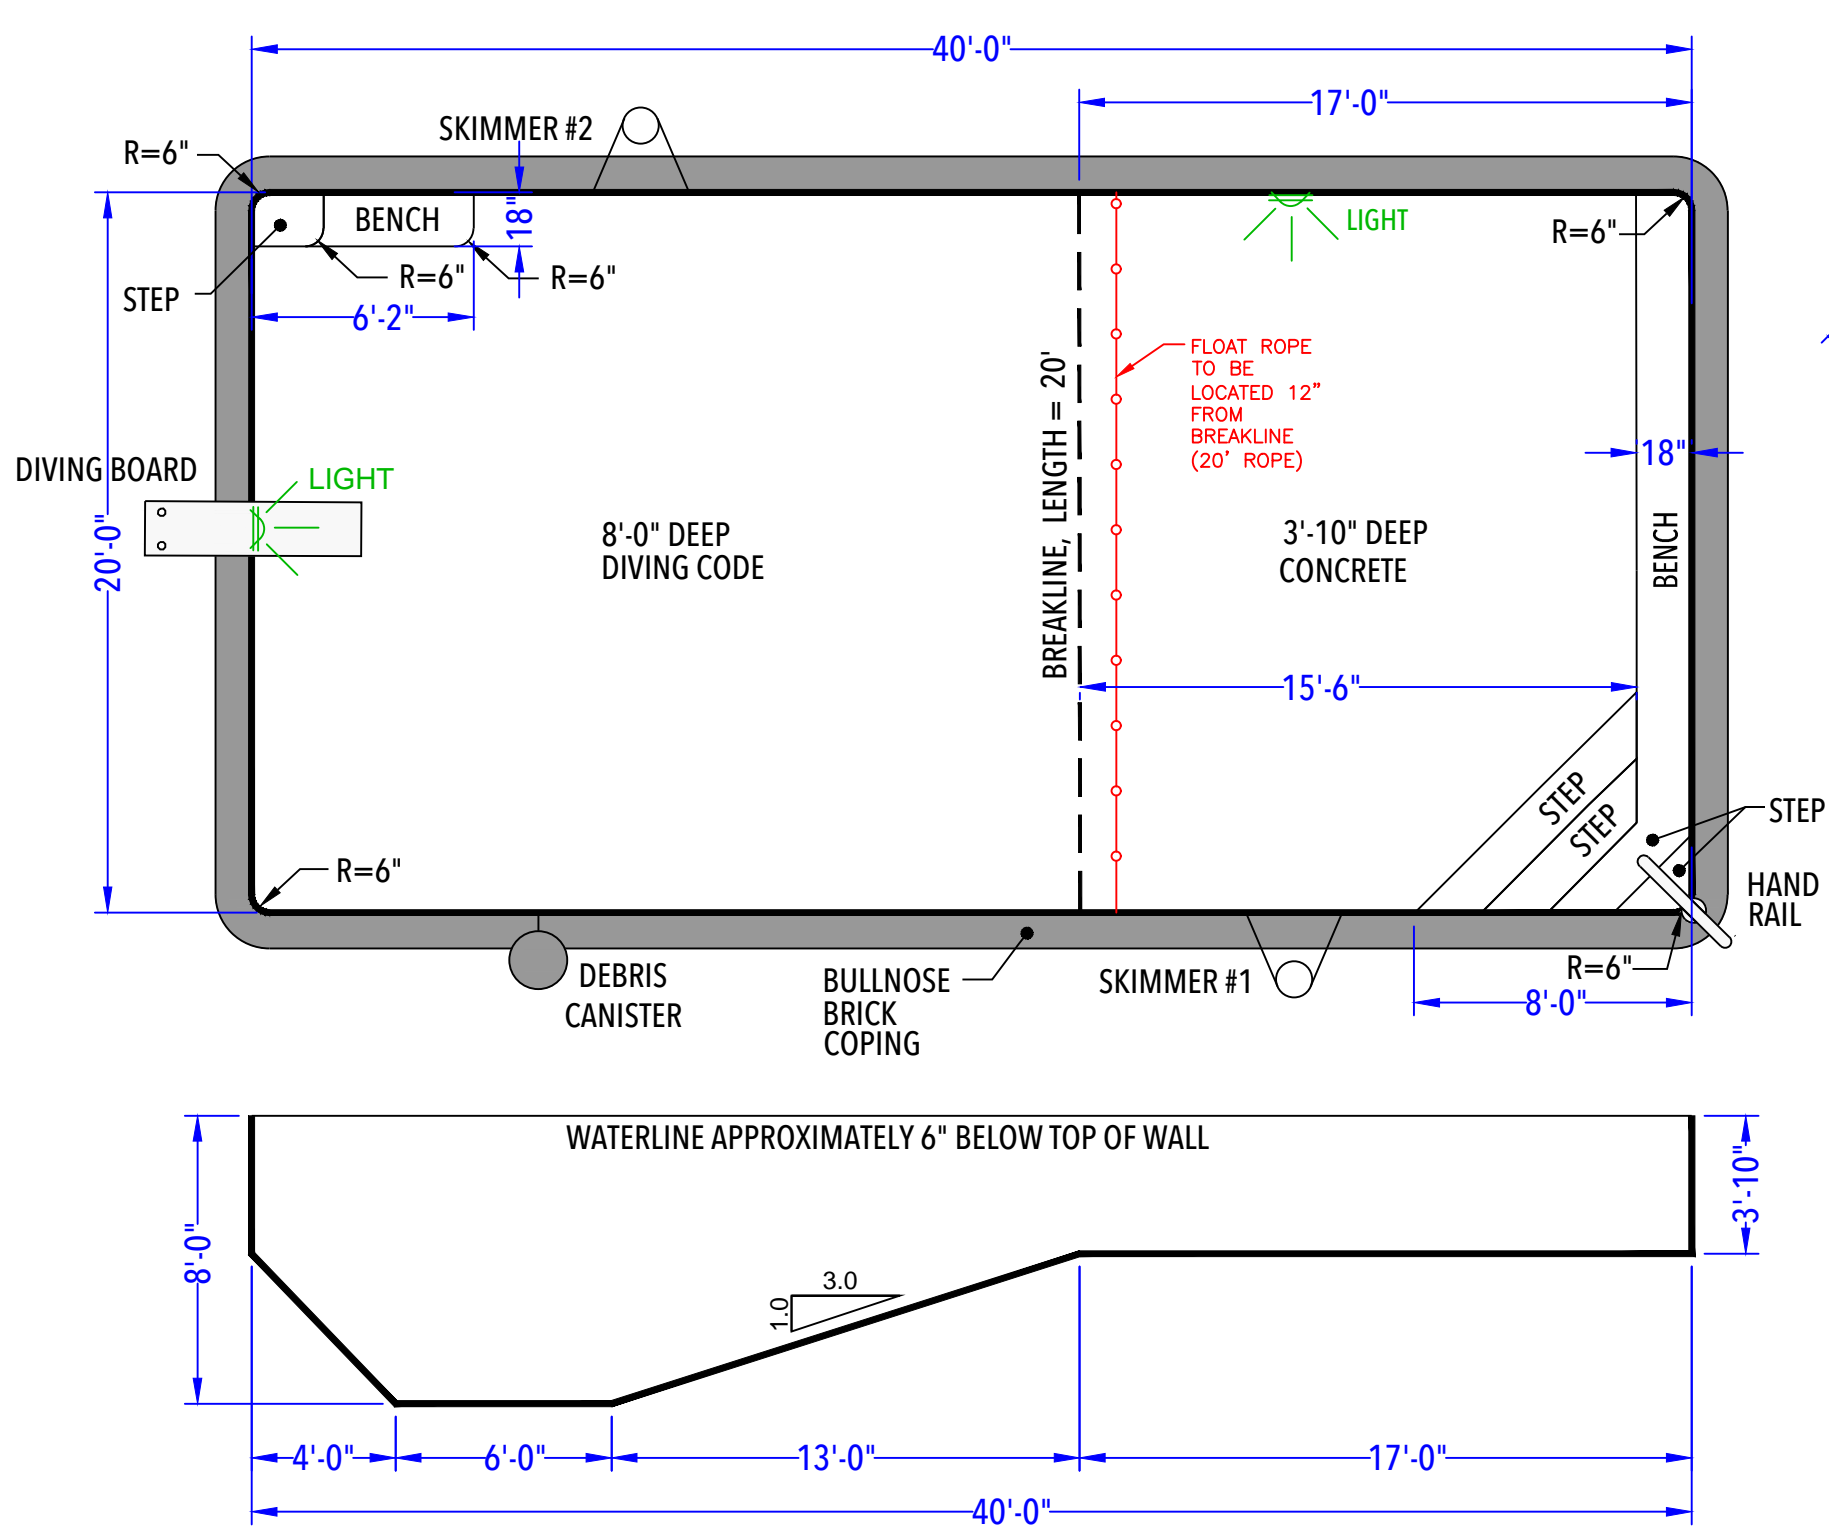 40'-0"
17'-0"
SKIMMER #2
R=6"
BENCH
18"
LIGHT
R=6"
R=6"
R=6"
STEP
6'-2"
FLOAT ROPE
TO BE
LOCATED 12"
FROM
BREAKLINE
(20' ROPE)
BREAKLINE, LENGTH = 20'
18"
DIVING BOARD
LIGHT
20'-0"
8'-0" DEEP
DIVING CODE
3'-10" DEEP
CONCRETE
BENCH
15'-6"
STEP
STEP
STEP
R=6"
HAND
RAIL
DEBRIS
CANISTER
BULLNOSE
BRICK
COPING
SKIMMER #1
R=6"
8'-0"
WATERLINE APPROXIMATELY 6" BELOW TOP OF WALL
3'-10"
8'-0"
3.0
1.0
4'-0"
6'-0"
13'-0"
17'-0"
40'-0"